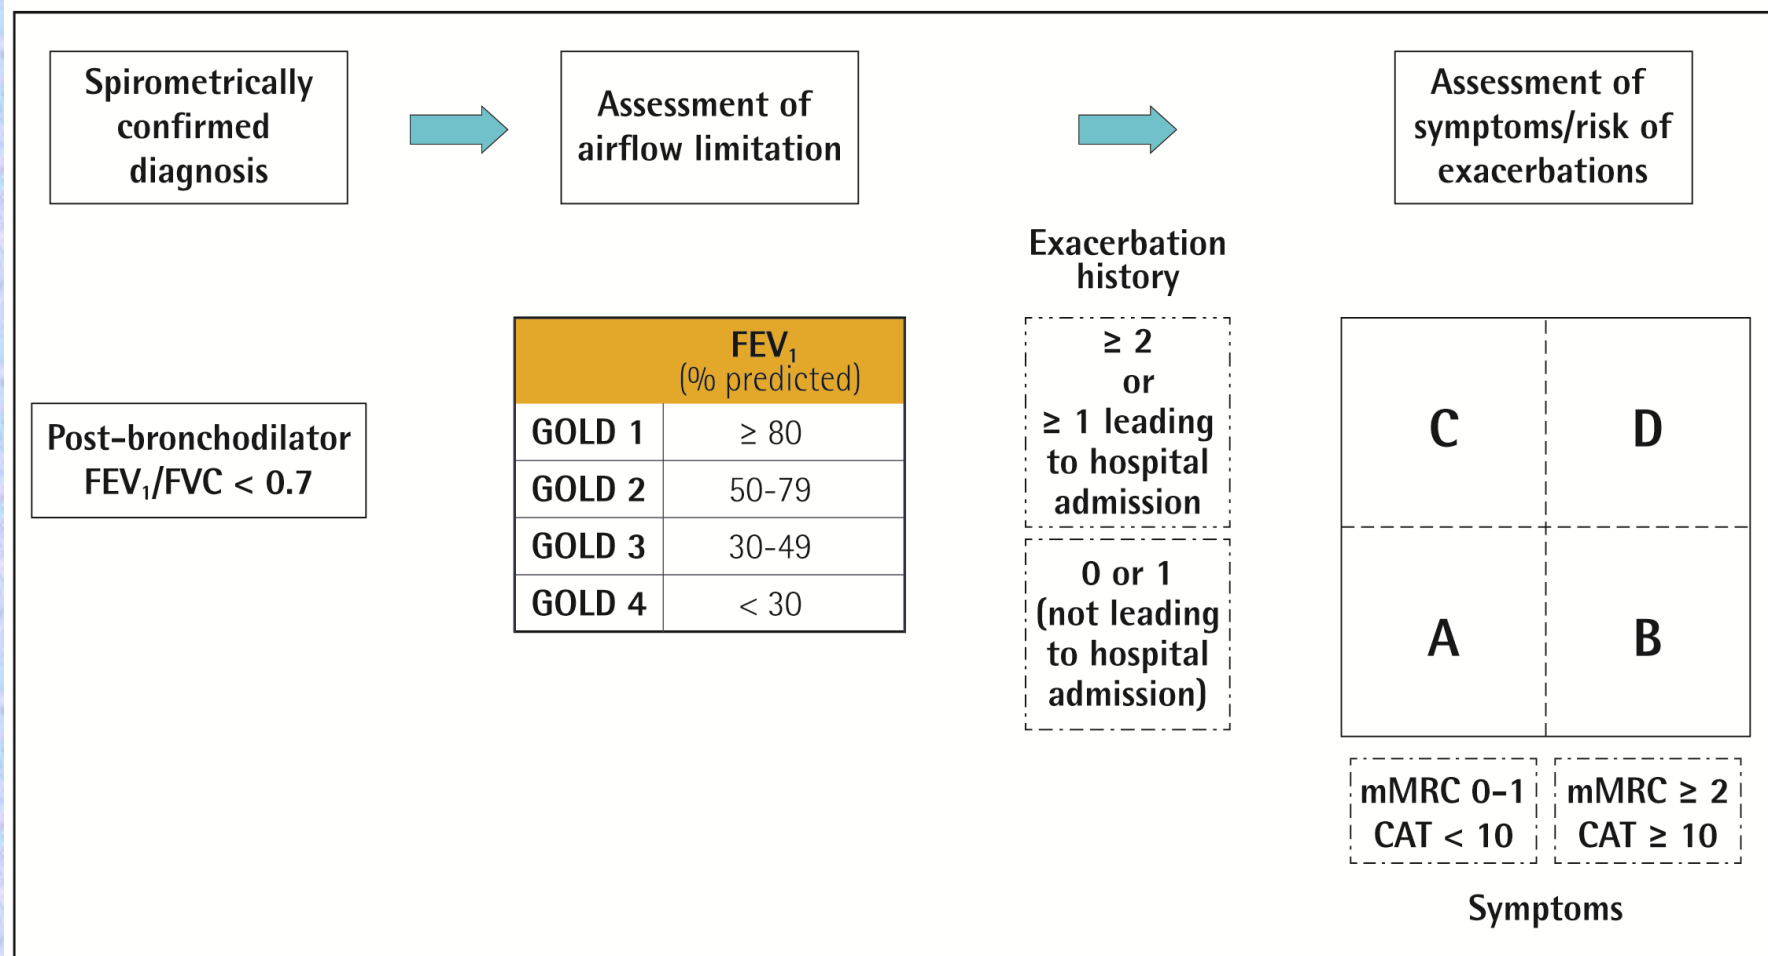 Spirometrically
confirmed
diagnosis
Assessment of
airflow limitation
Assessment of
symptoms/risk of
exacerbations
Post-bronchodilator
FEV₁/FVC < 0.7
FEV₁
(% predicted)
GOLD 1 ≥ 80
GOLD 2 50-79
GOLD 3 30-49
GOLD 4 < 30
Exacerbation
history
≥ 2
or
≥ 1 leading
to hospital
admission
0 or 1
(not leading
to hospital
admission)
C D
A B
mMRC 0-1
CAT < 10
mMRC ≥ 2
CAT ≥ 10
Symptoms